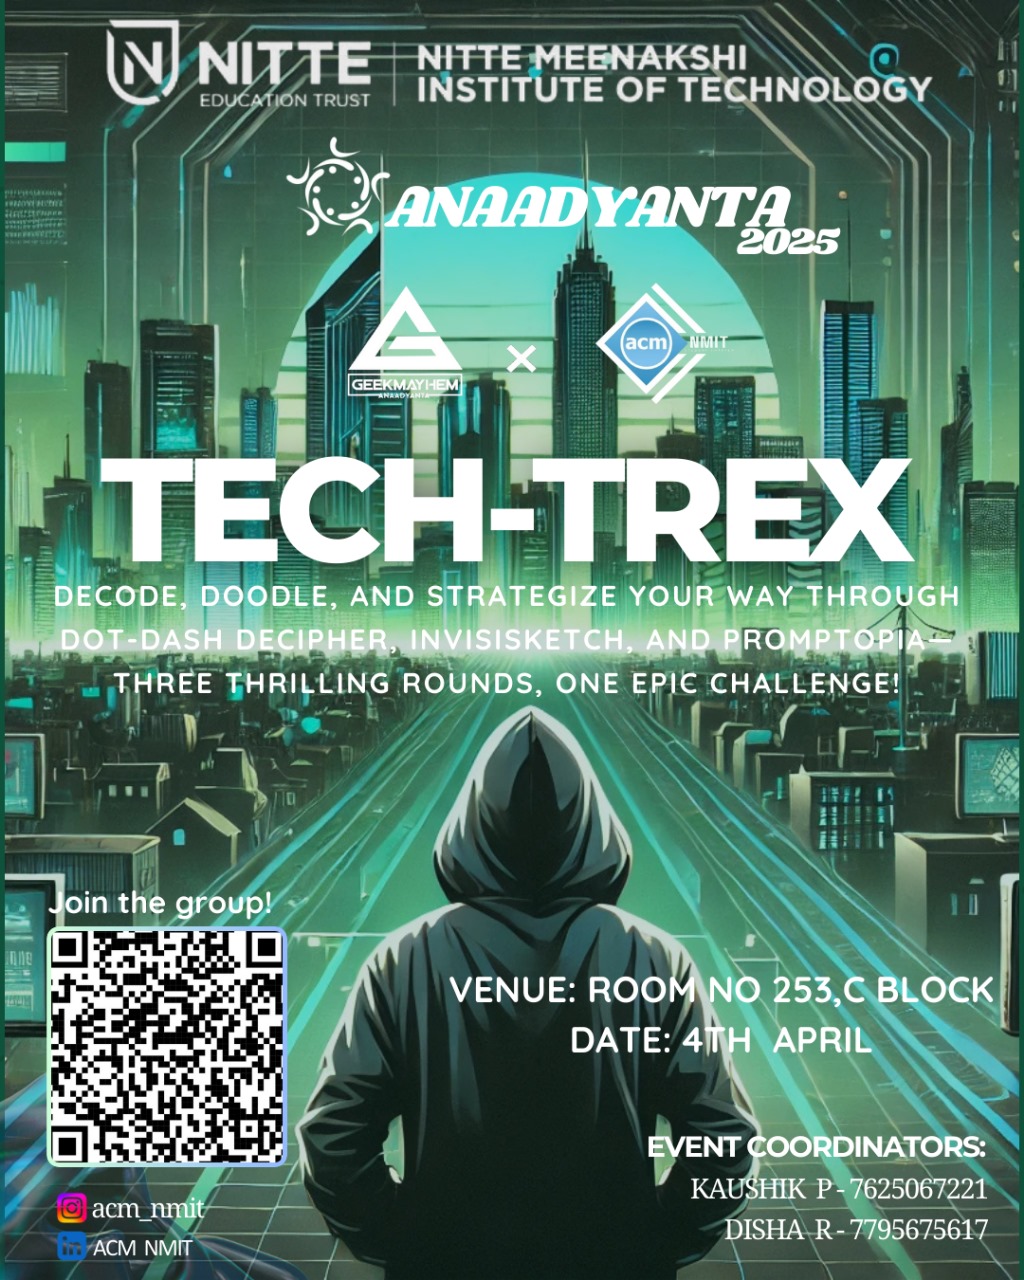 NITTE
EDUCATION TRUST
NITTE MEENAKSHI
INSTITUTE OF TECHNOLOGY
ANAADYANTA
2025
GEEKMAYHEM
ANAADYANTA
×
acm
NMIT
TECH-TREX
DECODE, DOODLE, AND STRATEGIZE YOUR WAY THROUGH
DOT-DASH DECIPHER, INVISISKETCH, AND PROMPTOPIA—
THREE THRILLING ROUNDS, ONE EPIC CHALLENGE!
Join the group!
VENUE: ROOM NO 253,C BLOCK
DATE: 4TH APRIL
EVENT COORDINATORS:
KAUSHIK P - 7625067221
DISHA R - 7795675617
acm_nmit
ACM NMIT